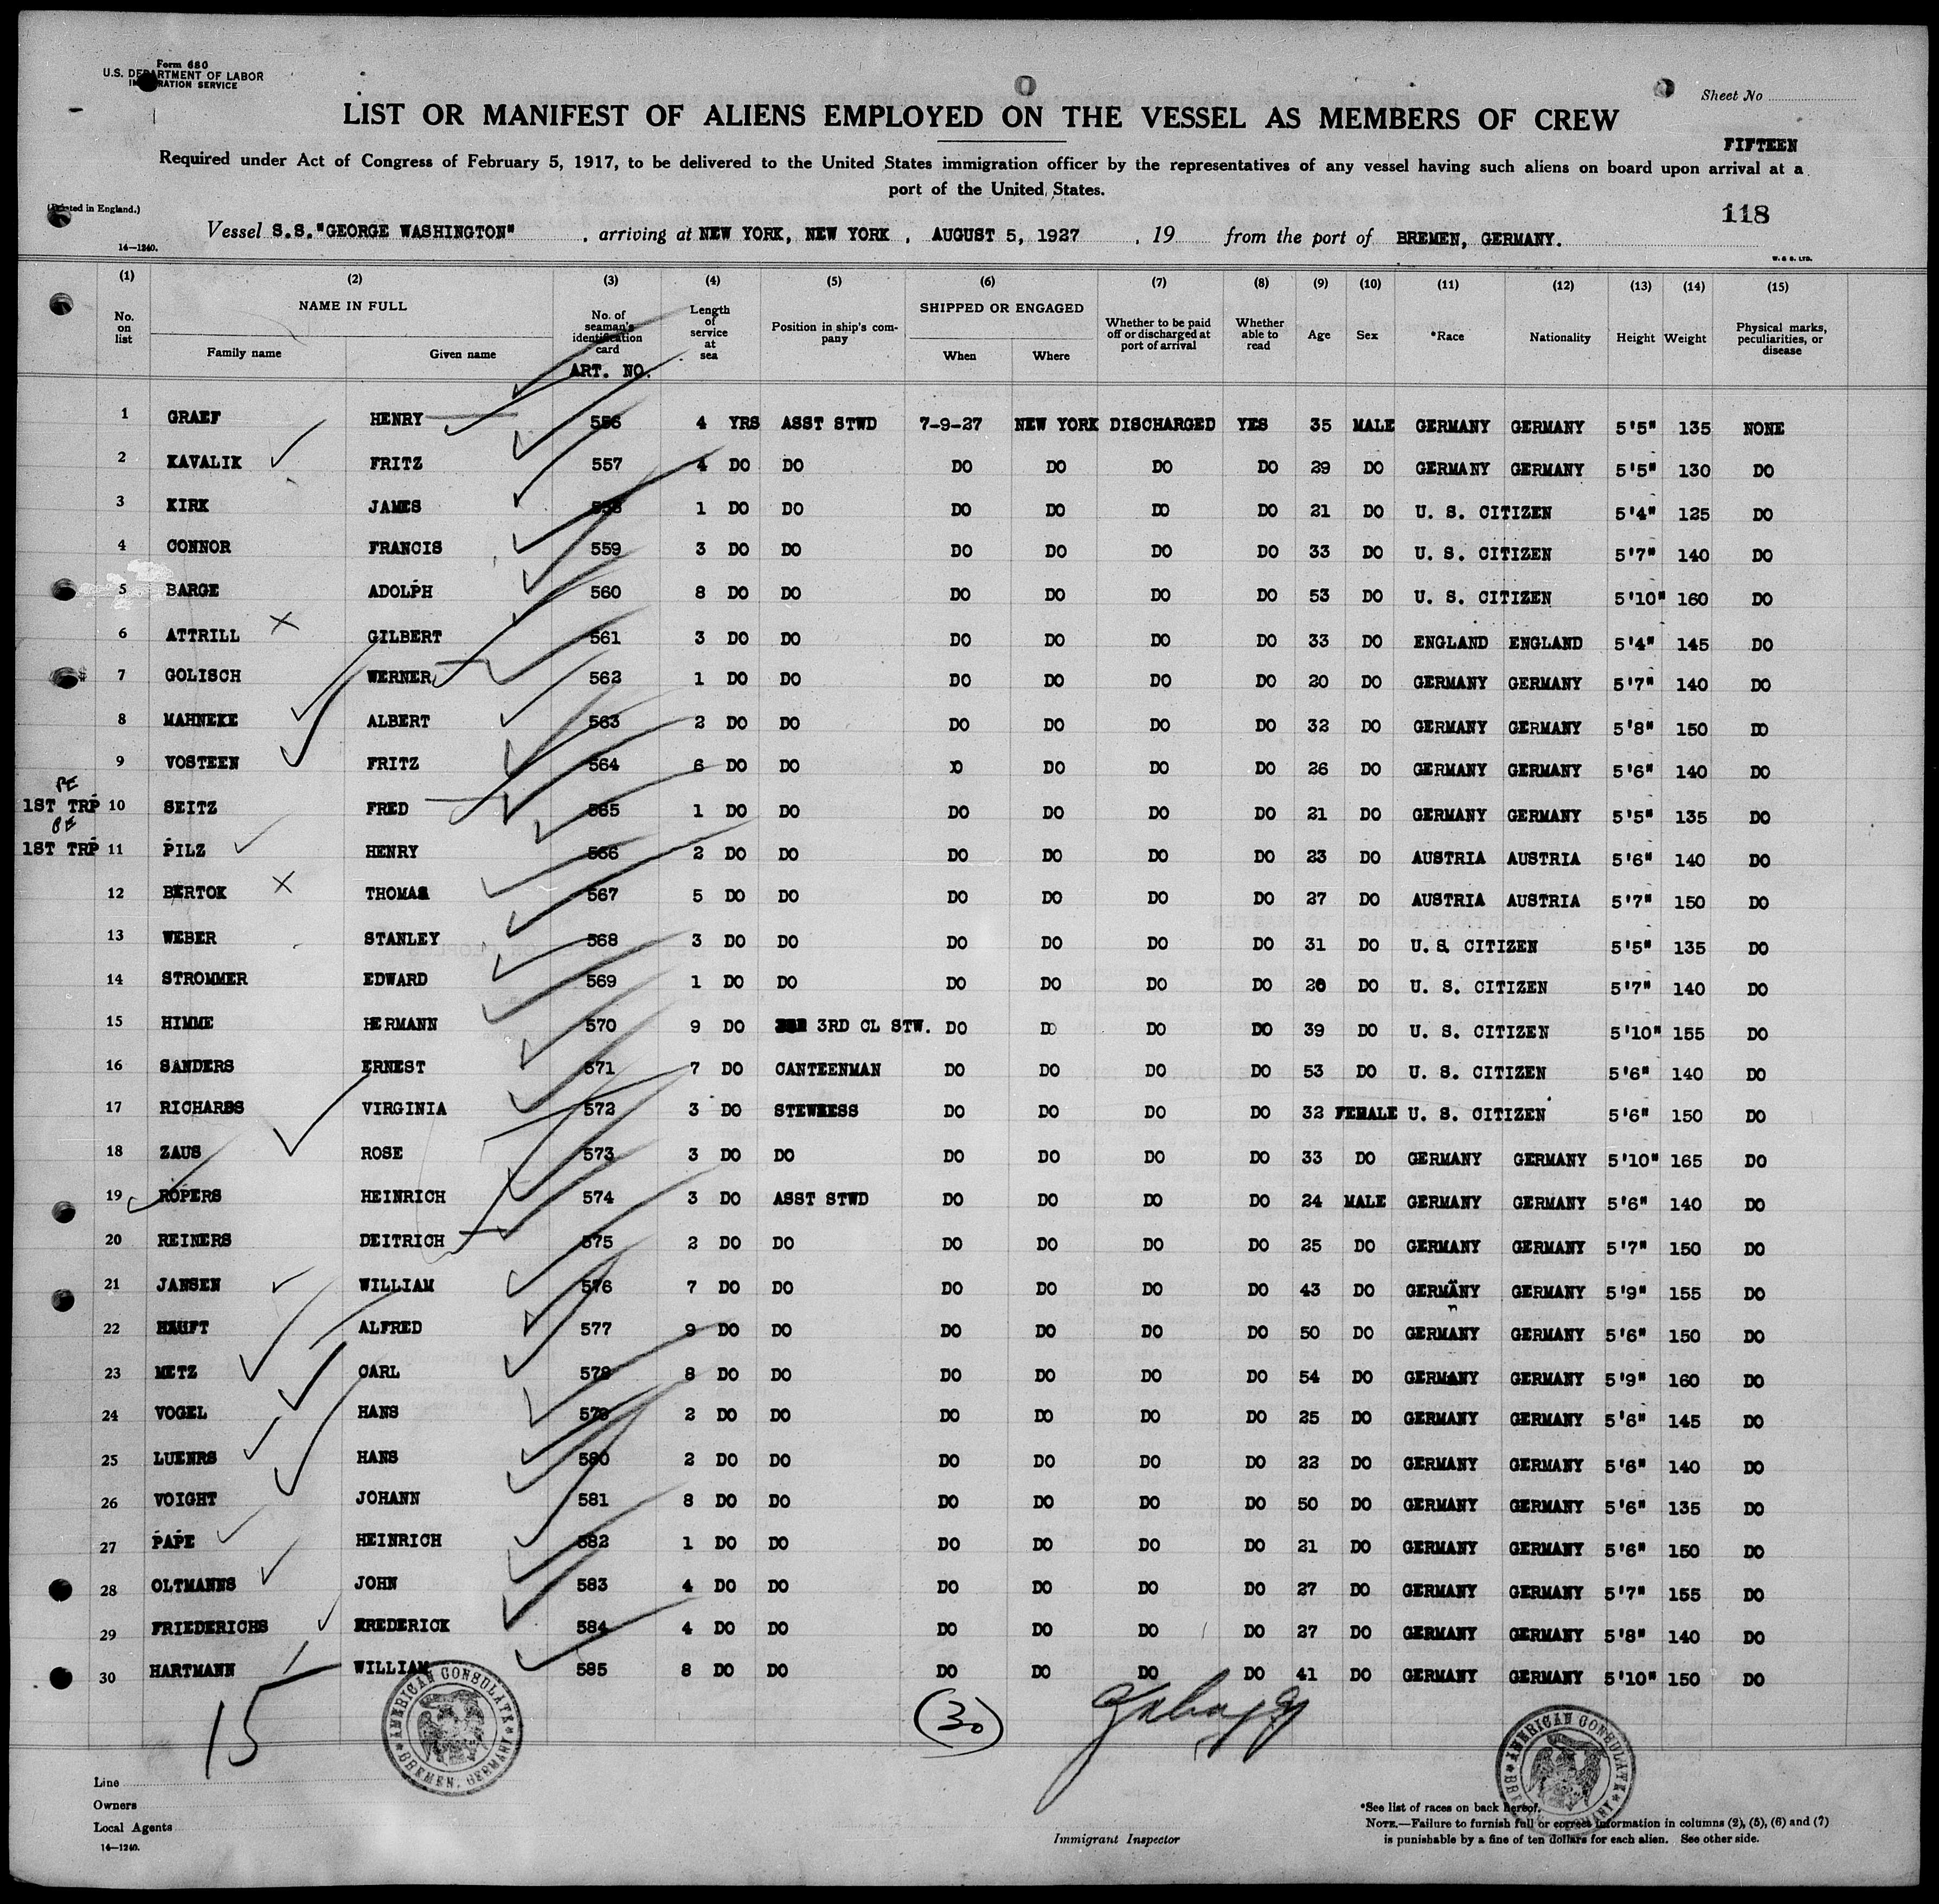 Form 680
U.S. DEPARTMENT OF LABOR
IMMIGRATION SERVICE
Sheet No
LIST OR MANIFEST OF ALIENS EMPLOYED ON THE VESSEL AS MEMBERS OF CREW
FIFTEEN
Required under Act of Congress of February 5, 1917, to be delivered to the United States immigration officer by the representatives of any vessel having such aliens on board upon arrival at a
port of the United States.
(Printed in England.)
118
Vessel S.S."GEORGE WASHINGTON" , arriving at NEW YORK, NEW YORK , AUGUST 5, 1927 , 19 from the port of BREMEN, GERMANY.
14—1240.
W. & S. LTD.
(1) (2) (3) (4) (5) (6) (7) (8) (9) (10) (11) (12) (13) (14) (15)
No. on list NAME IN FULL Family name Given name No. of seaman's identification card ART. NO. Length of service at sea Position in ship's company SHIPPED OR ENGAGED When Where Whether to be paid off or discharged at port of arrival Whether able to read Age Sex *Race Nationality Height Weight Physical marks, peculiarities, or disease
1 GRAEF HENRY 556 4 YRS ASST STWD 7-9-27 NEW YORK DISCHARGED YES 35 MALE GERMANY GERMANY 5'5" 135 NONE
2 KAVALIK FRITZ 557 4 DO DO DO DO DO DO 29 DO GERMANY GERMANY 5'5" 130 DO
3 KIRK JAMES 558 1 DO DO DO DO DO DO 21 DO U. S. CITIZEN 5'4" 125 DO
4 CONNOR FRANCIS 559 3 DO DO DO DO DO DO 33 DO U. S. CITIZEN 5'7" 140 DO
5 BARGE ADOLPH 560 8 DO DO DO DO DO DO 53 DO U. S. CITIZEN 5'10" 160 DO
6 ATTRILL X GILBERT 561 3 DO DO DO DO DO DO 33 DO ENGLAND ENGLAND 5'4" 145 DO
7 GOLISCH WERNER 562 1 DO DO DO DO DO DO 20 DO GERMANY GERMANY 5'7" 140 DO
8 MAHNEKE ALBERT 563 2 DO DO DO DO DO DO 32 DO GERMANY GERMANY 5'8" 150 DO
9 VOSTEEN FRITZ 564 6 DO DO D DO DO DO 26 DO GERMANY GERMANY 5'6" 140 DO
1ST TRP 10 SEITZ FRED 565 1 DO DO DO DO DO DO 21 DO GERMANY GERMANY 5'5" 135 DO
1ST TRP 11 PILZ HENRY 566 2 DO DO DO DO DO DO 23 DO AUSTRIA AUSTRIA 5'6" 140 DO
12 BERTOK X THOMAS 567 5 DO DO DO DO DO DO 27 DO AUSTRIA AUSTRIA 5'7" 150 DO
13 WEBER STANLEY 568 3 DO DO DO DO DO DO 31 DO U. S. CITIZEN 5'5" 135 DO
14 STROMMER EDWARD 569 1 DO DO DO DO DO DO DO U. S. CITIZEN 5'7" 140 DO
15 HIMME HERMANN 570 9 DO 3RD CL STW. DO DO DO DO 39 DO U. S. CITIZEN 5'10" 155 DO
16 SANDERS ERNEST 571 7 DO CANTEENMAN DO DO DO DO 53 DO U. S. CITIZEN 5'6" 140 DO
17 RICHARDS VIRGINIA 572 3 DO STEWRESS DO DO DO DO 32 FEMALE U. S. CITIZEN 5'6" 150 DO
18 ZAUS ROSE 573 3 DO DO DO DO DO DO 33 DO GERMANY GERMANY 5'10" 165 DO
19 ROPERS HEINRICH 574 3 DO ASST STWD DO DO DO DO 24 MALE GERMANY GERMANY 5'6" 140 DO
20 REINERS DEITRICH 575 2 DO DO DO DO DO DO 25 DO GERMANY GERMANY 5'7" 150 DO
21 JANSEN WILLIAM 576 7 DO DO DO DO DO DO 43 DO GERMANY GERMANY 5'9" 155 DO
22 HAUFT ALFRED 577 9 DO DO DO DO DO DO 50 DO GERMANY GERMANY 5'6" 150 DO
23 METZ CARL 578 8 DO DO DO DO DO DO 54 DO GERMANY GERMANY 5'9" 160 DO
24 VOGEL HANS 579 2 DO DO DO DO DO DO 25 DO GERMANY GERMANY 5'6" 145 DO
25 LUENRS HANS 580 2 DO DO DO DO DO DO 22 DO GERMANY GERMANY 5'6" 140 DO
26 VOIGHT JOHANN 581 8 DO DO DO DO DO DO 50 DO GERMANY GERMANY 5'6" 135 DO
27 PAPE HEINRICH 582 1 DO DO DO DO DO DO 21 DO GERMANY GERMANY 5'6" 150 DO
28 OLTMANNS JOHN 583 4 DO DO DO DO DO DO 27 DO GERMANY GERMANY 5'7" 155 DO
29 FRIEDERICHS FREDERICK 584 4 DO DO DO DO DO DO 27 DO GERMANY GERMANY 5'8" 140 DO
30 HARTMANN WILLIAM 585 8 DO DO DO DO DO DO 41 DO GERMANY GERMANY 5'10" 150 DO
15
AMERICAN CONSULATE BREMEN, GERMANY
(30)
AMERICAN CONSULATE BREMEN, GERMANY
Line
Owners
Local Agents
14—1240.
Immigrant Inspector
*See list of races on back hereof.
NOTE.—Failure to furnish full or correct information in columns (2), (5), (6) and (7)
is punishable by a fine of ten dollars for each alien. See other side.